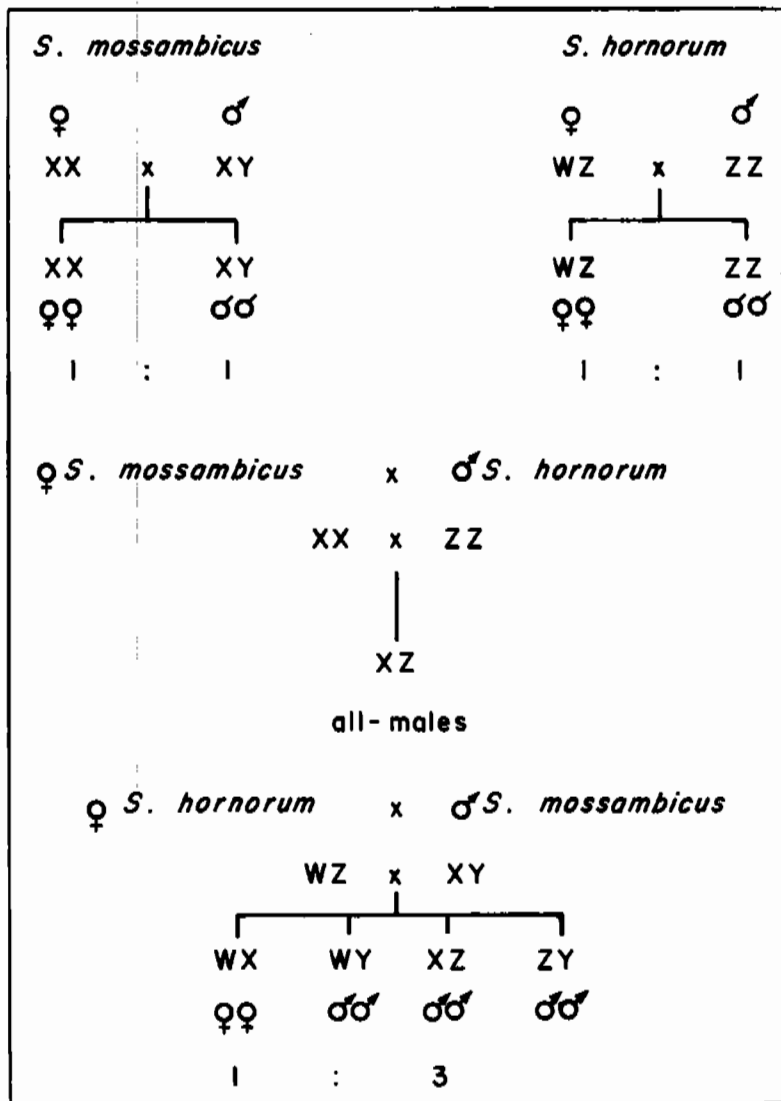 S. mossambicus S. hornorum
♀ ♂ ♀ ♂
XX x XY WZ x ZZ
XX XY WZ ZZ
♀♀ ♂♂ ♀♀ ♂♂
1 : 1 1 : 1
♀ S. mossambicus x ♂ S. hornorum
XX x ZZ
XZ
all-males
♀ S. hornorum x ♂ S. mossambicus
WZ x XY
WX WY XZ ZY
♀♀ ♂♂ ♂♂ ♂♂
1 : 3